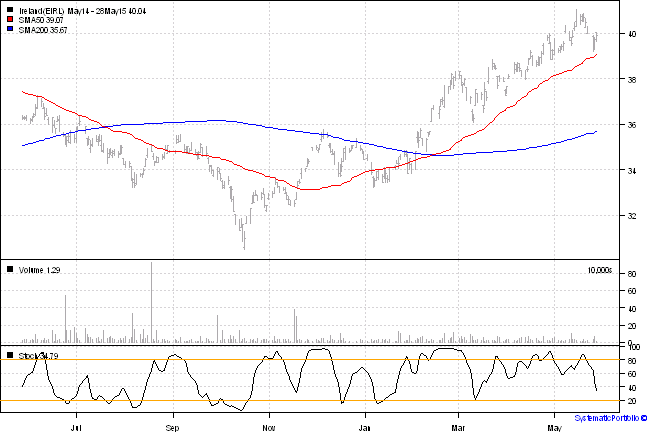 Ireland(EIRL) May14 - 28May15 40.04
SMA50 39.07
SMA200 35.67
40
38
36
34
32
Volume 1.29
10,000s
80
60
40
20
0
Stoch 34.79
100
80
60
40
20
Jul Sep Nov Jan Mar May
SystematicPortfolio ©